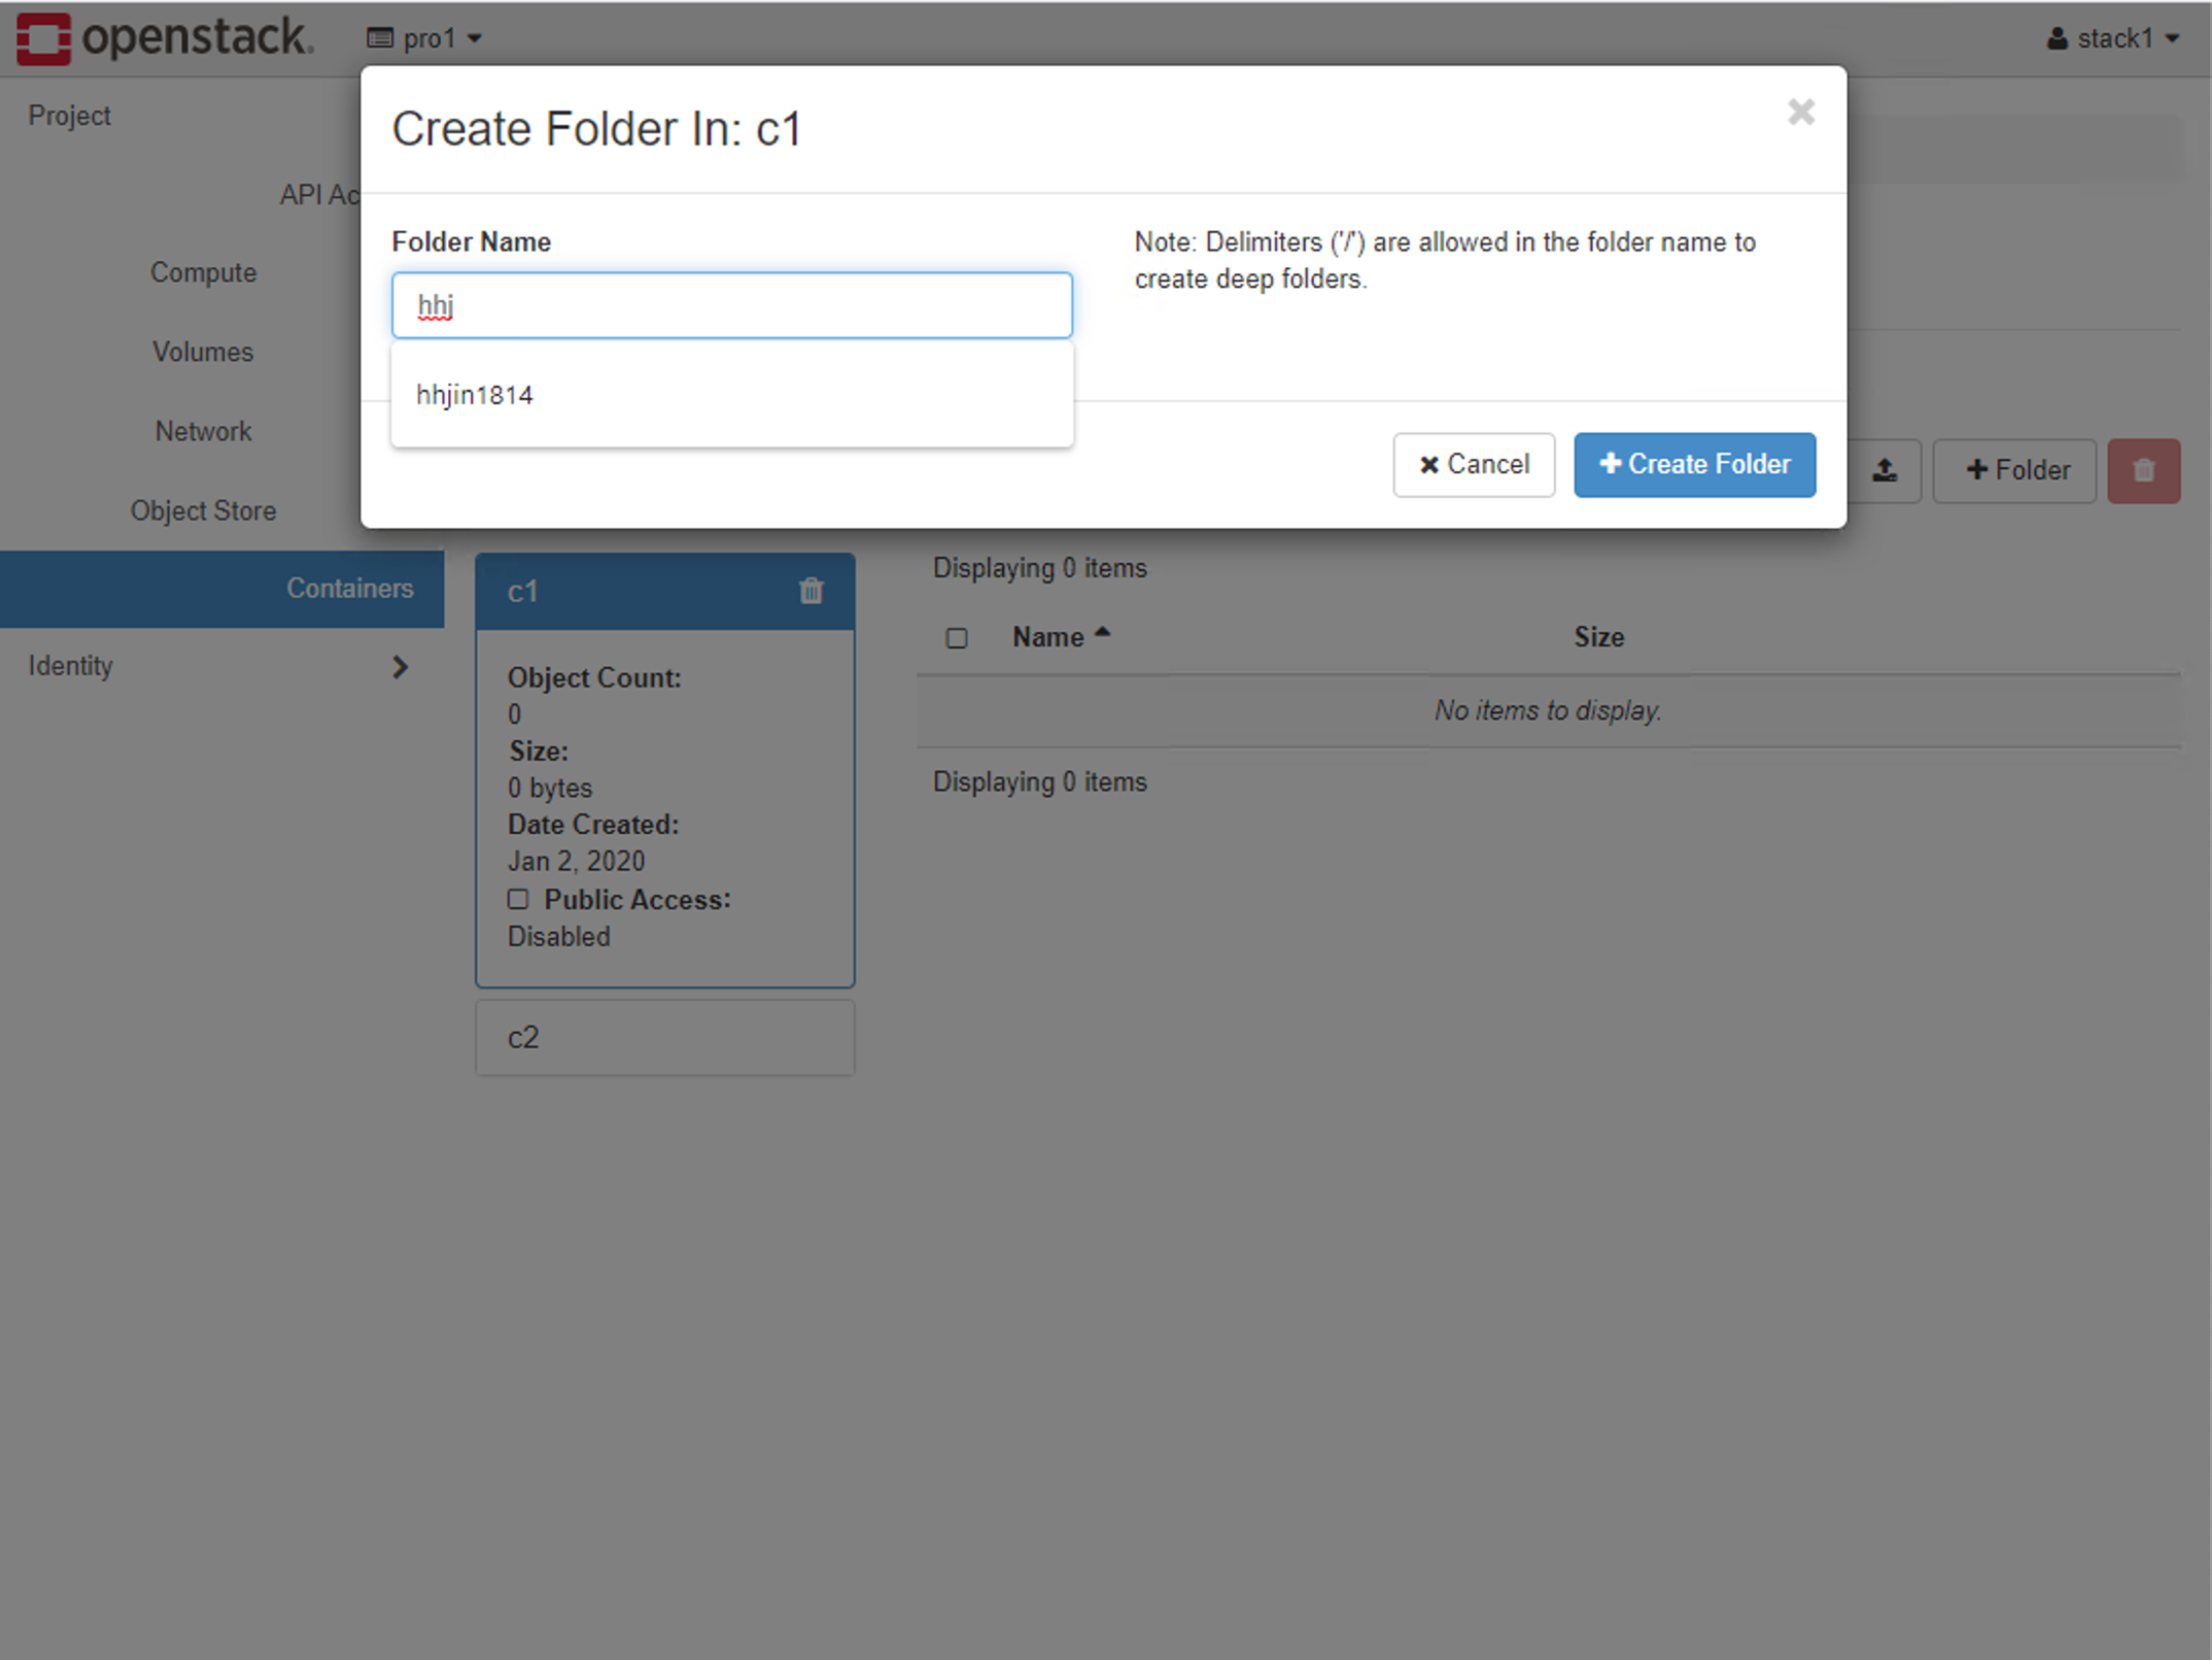 openstack. pro1 stack1
Project
API Ac
Compute
Volumes
Network
Object Store
Containers
Identity
Create Folder In: c1
Folder Name
hhj
hhjin1814
Note: Delimiters ('/') are allowed in the folder name to
create deep folders.
Cancel Create Folder
Folder
c1
Object Count:
0
Size:
0 bytes
Date Created:
Jan 2, 2020
Public Access:
Disabled
c2
Displaying 0 items
Name Size
No items to display.
Displaying 0 items